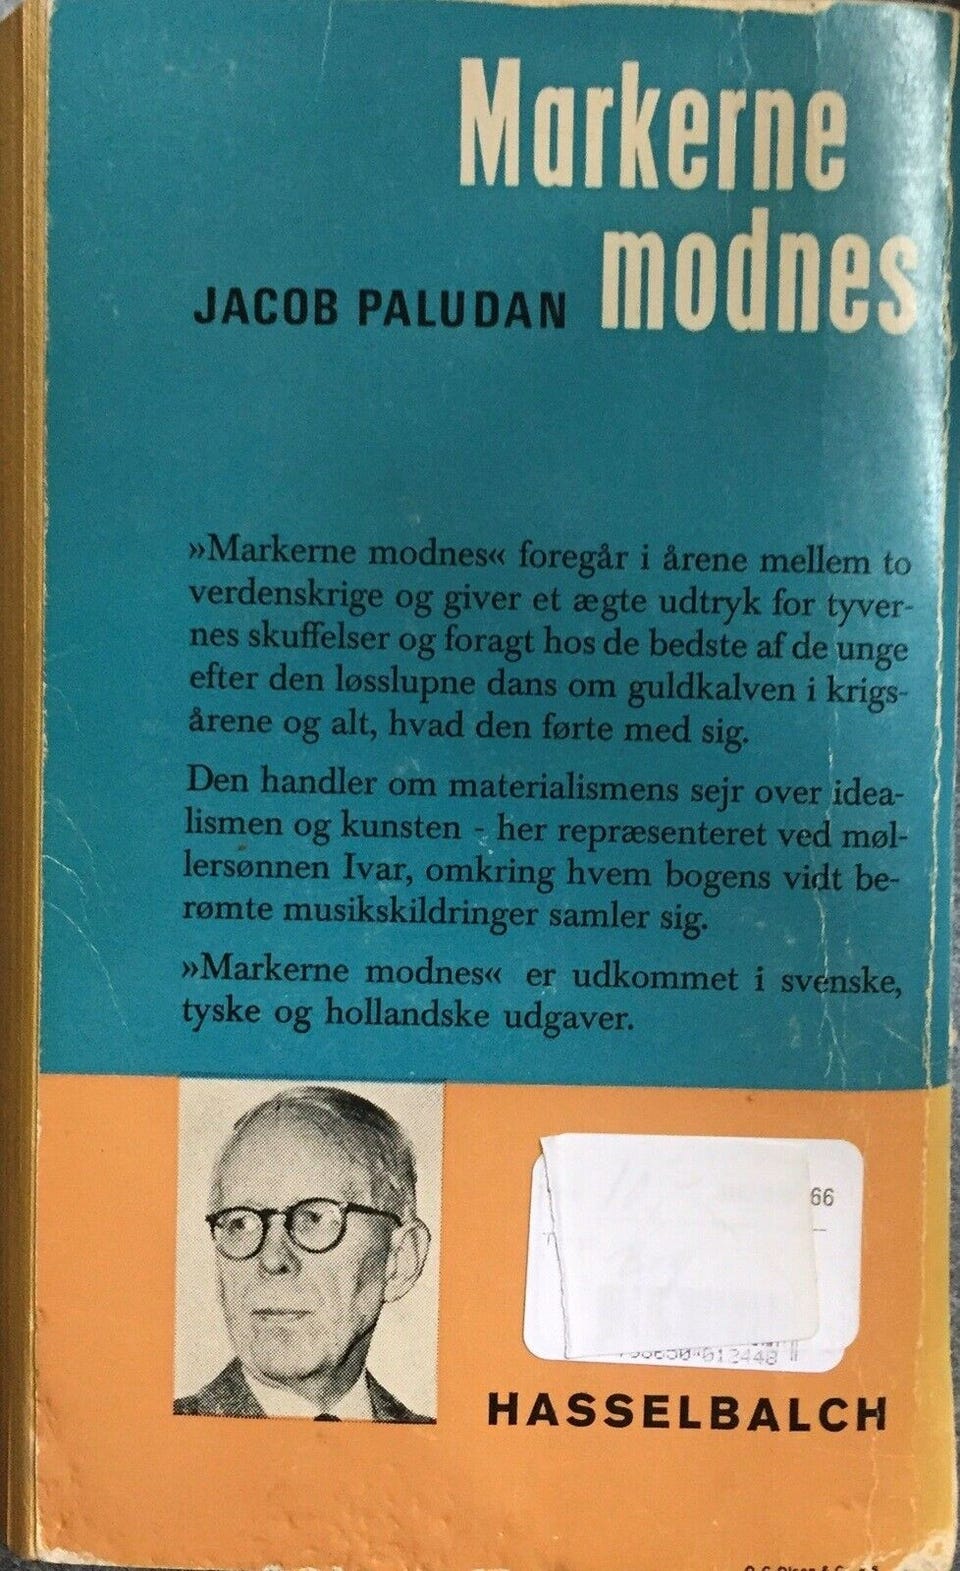 Markerne
modnes
JACOB PALUDAN
»Markerne modnes« foregår i årene mellem to
verdenskrige og giver et ægte udtryk for tyver-
nes skuffelser og foragt hos de bedste af de unge
efter den løsslupne dans om guldkalven i krigs-
årene og alt, hvad den førte med sig.
Den handler om materialismens sejr over idea-
lismen og kunsten - her repræsenteret ved møl-
lersønnen Ivar, omkring hvem bogens vidt be-
rømte musikskildringer samler sig.
»Markerne modnes« er udkommet i svenske,
tyske og hollandske udgaver.
66
HASSELBALCH